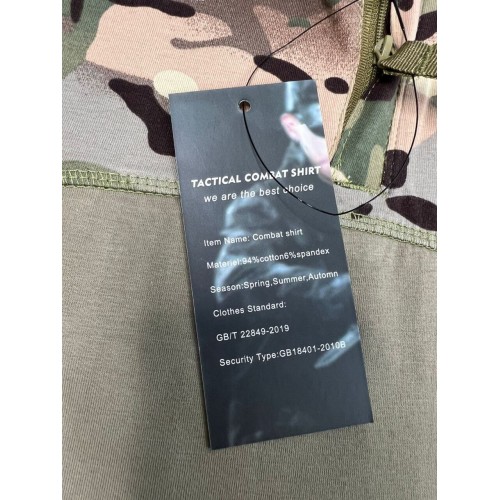 TACTICAL COMBAT SHIRT
we are the best choice
Item Name: Combat shirt
Materiel:94%cotton6%spandex
Season:Spring,Summer,Automn
Clothes Standard:
GB/T 22849-2019
Security Type:GB18401-2010B